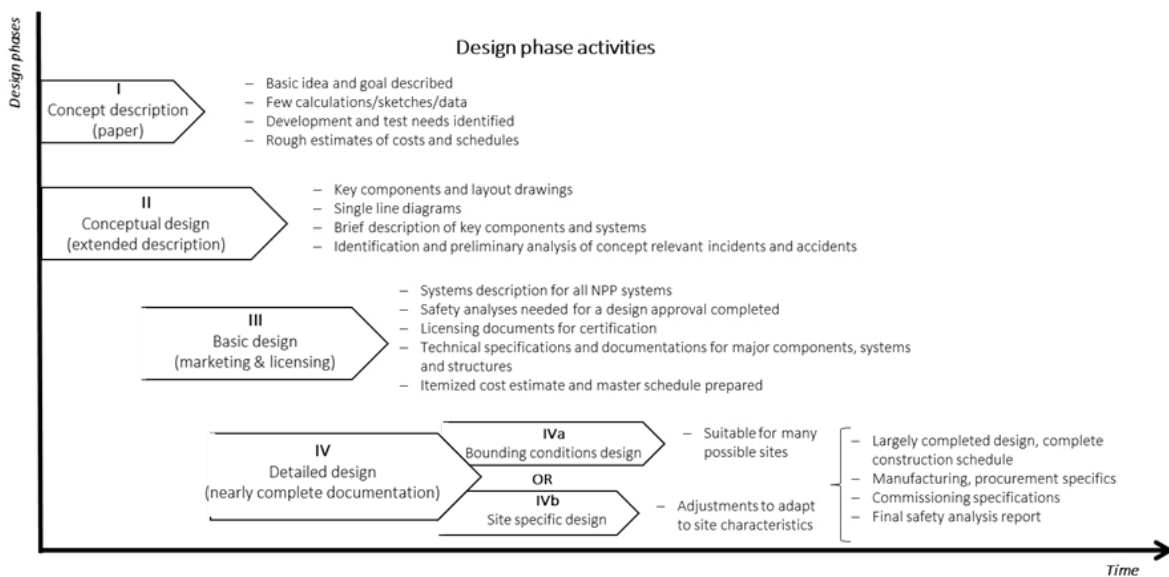 Design phases
Design phase activities
I
Concept description
(paper)
– Basic idea and goal described
– Few calculations/sketches/data
– Development and test needs identified
– Rough estimates of costs and schedules
II
Conceptual design
(extended description)
– Key components and layout drawings
– Single line diagrams
– Brief description of key components and systems
– Identification and preliminary analysis of concept relevant incidents and accidents
III
Basic design
(marketing & licensing)
– Systems description for all NPP systems
– Safety analyses needed for a design approval completed
– Licensing documents for certification
– Technical specifications and documentations for major components, systems
and structures
– Itemized cost estimate and master schedule prepared
IV
Detailed design
(nearly complete documentation)
IVa
Bounding conditions design
OR
IVb
Site specific design
– Suitable for many
possible sites
– Adjustments to adapt
to site characteristics
– Largely completed design, complete
construction schedule
– Manufacturing, procurement specifics
– Commissioning specifications
– Final safety analysis report
Time